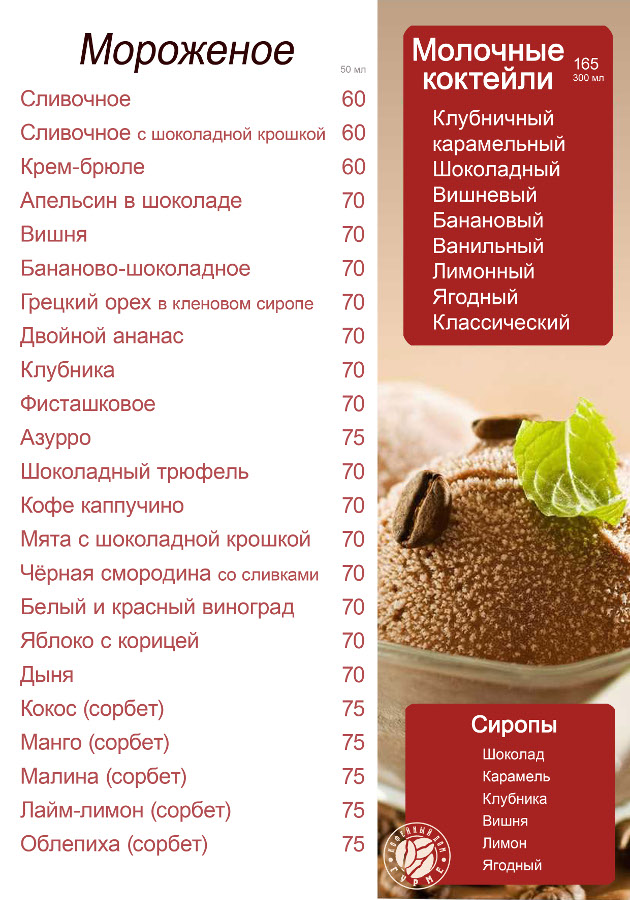 Мороженое
50 мл
Сливочное 60
Сливочное с шоколадной крошкой 60
Крем-брюле 60
Апельсин в шоколаде 70
Вишня 70
Бананово-шоколадное 70
Грецкий орех в кленовом сиропе 70
Двойной ананас 70
Клубника 70
Фисташковое 70
Азурро 75
Шоколадный трюфель 70
Кофе каппучино 70
Мята с шоколадной крошкой 70
Чёрная смородина со сливками 70
Белый и красный виноград 70
Яблоко с корицей 70
Дыня 70
Кокос (сорбет) 75
Манго (сорбет) 75
Малина (сорбет) 75
Лайм-лимон (сорбет) 75
Облепиха (сорбет) 75
Молочные
коктейли
165
300 мл
Клубничный
карамельный
Шоколадный
Вишневый
Банановый
Ванильный
Лимонный
Ягодный
Классический
Сиропы
Шоколад
Карамель
Клубника
Вишня
Лимон
Ягодный
КОФЕЙНЫЙ ДОМ
ГУРМЕ